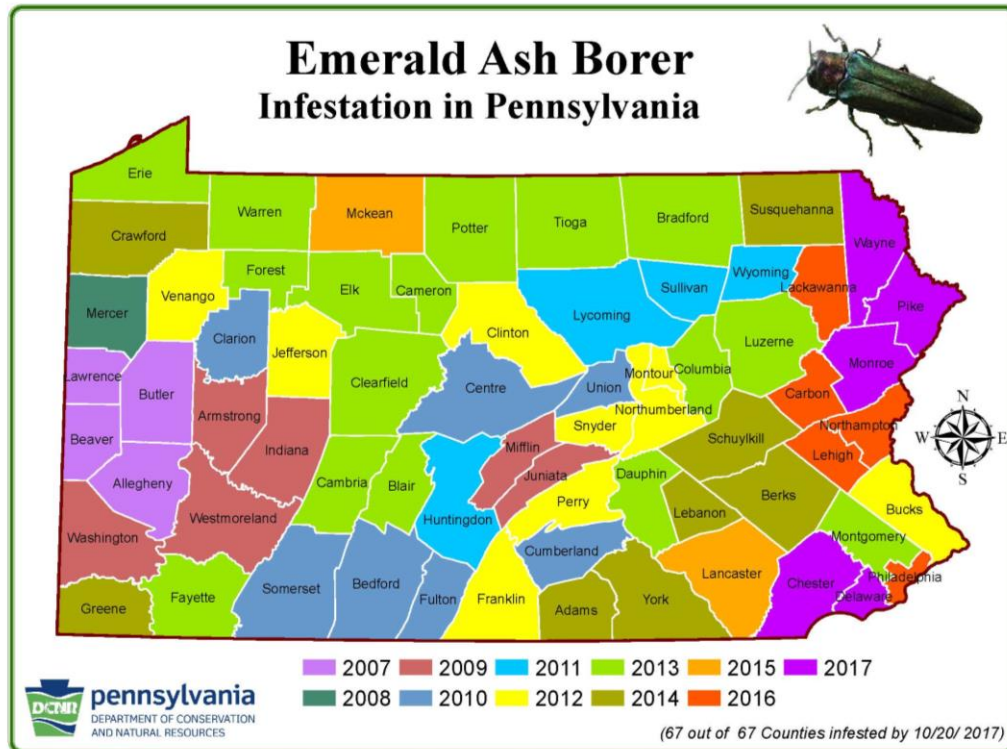 Emerald Ash Borer
Infestation in Pennsylvania
Erie
Warren
Mckean
Potter
Tioga
Bradford
Susquehanna
Wayne
Crawford
Forest
Elk
Cameron
Sullivan
Wyoming
Lackawanna
Pike
Mercer
Venango
Clarion
Jefferson
Clinton
Lycoming
Columbia
Luzerne
Monroe
Lawrence
Butler
Armstrong
Clearfield
Centre
Union
Montour
Northumberland
Carbon
Northampton
Beaver
Indiana
Mifflin
Snyder
Schuylkill
Lehigh
Allegheny
Cambria
Blair
Huntingdon
Juniata
Perry
Dauphin
Lebanon
Berks
Bucks
Washington
Westmoreland
Cumberland
Montgomery
Greene
Fayette
Somerset
Bedford
Fulton
Franklin
Adams
York
Lancaster
Chester
Delaware
Philadelphia
N
W E
S
2007 2009 2011 2013 2015 2017
2008 2010 2012 2014 2016
DCNR
pennsylvania
DEPARTMENT OF CONSERVATION
AND NATURAL RESOURCES
(67 out of 67 Counties infested by 10/20/ 2017)